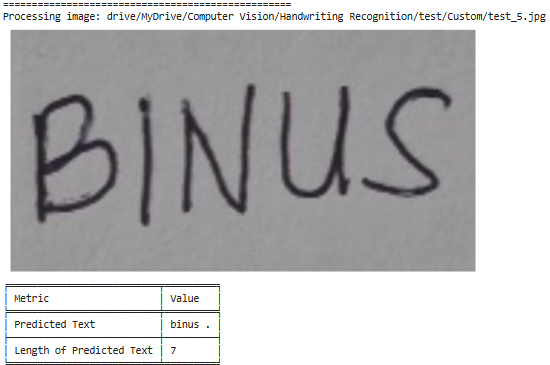 ==================================================
Processing image: drive/MyDrive/Computer Vision/Handwriting Recognition/test/Custom/test_5.jpg
BINUS
Metric Value
Predicted Text binus .
Length of Predicted Text 7